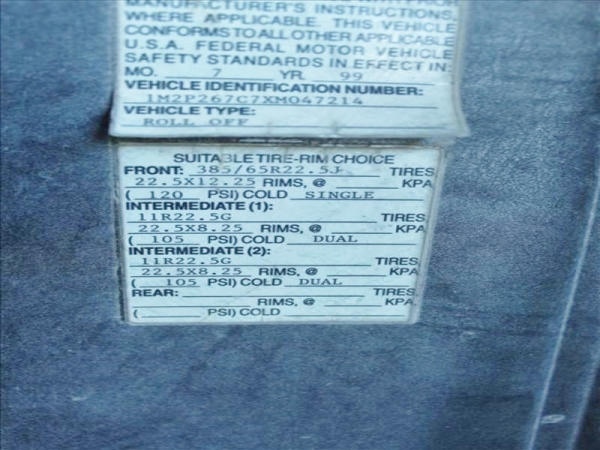 MANUFACTURER'S INSTRUCTIONS,
WHERE APPLICABLE. THIS VEHICLE
CONFORMS TO ALL OTHER APPLICABLE
U.S.A. FEDERAL MOTOR VEHICLE
SAFETY STANDARDS IN EFFECT IN:
MO. 7 YR. 99
VEHICLE IDENTIFICATION NUMBER:
1M2P267C7XM047214
VEHICLE TYPE:
ROLL OFF
SUITABLE TIRE-RIM CHOICE
FRONT: 385/65R22.5J TIRES
22.5X12.25 RIMS, @ KPA
( 120 PSI) COLD SINGLE
INTERMEDIATE (1):
11R22.5G TIRES
22.5X8.25 RIMS, @ KPA
( 105 PSI) COLD DUAL
INTERMEDIATE (2):
11R22.5G TIRES
22.5X8.25 RIMS, @ KPA
( 105 PSI) COLD DUAL
REAR: TIRES
RIMS, @ KPA
( PSI) COLD